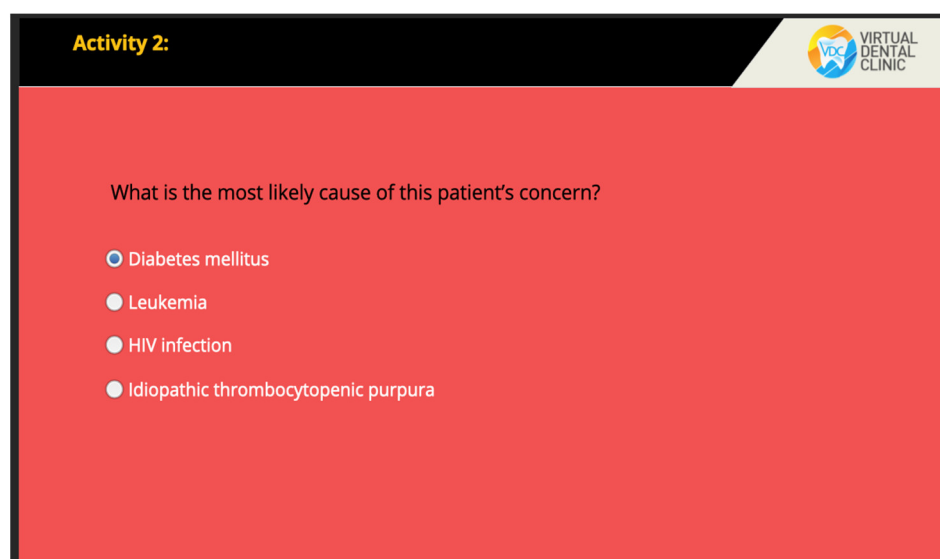 Activity 2:
VIRTUAL
DENTAL
CLINIC
VDC
What is the most likely cause of this patient's concern?
Diabetes mellitus
Leukemia
HIV infection
Idiopathic thrombocytopenic purpura